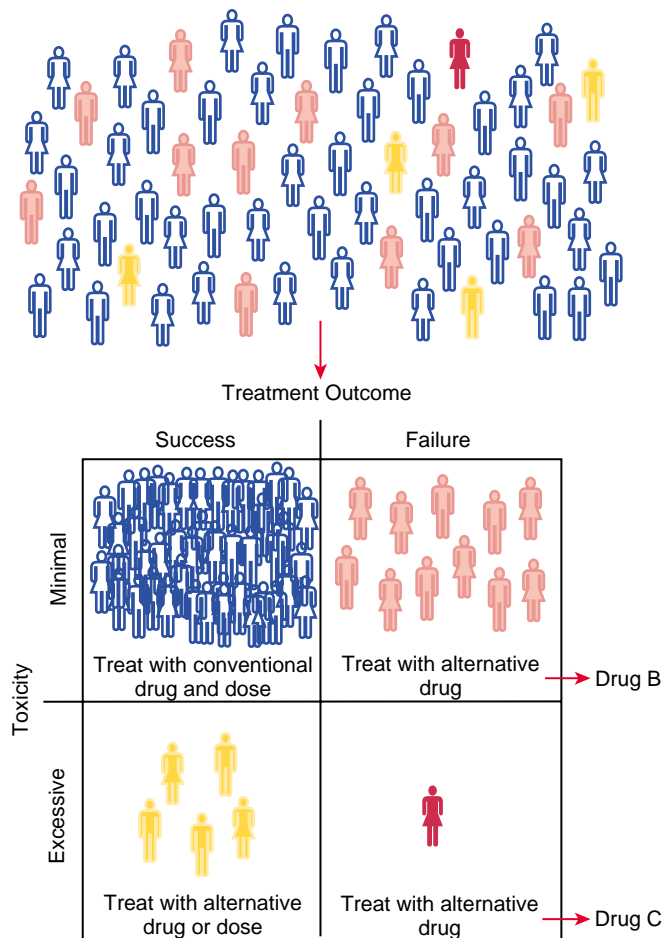 Treatment Outcome
Success
Failure
Toxicity
Minimal
Treat with conventional
drug and dose
Treat with alternative
drug
Drug B
Excessive
Treat with alternative
drug or dose
Treat with alternative
drug
Drug C